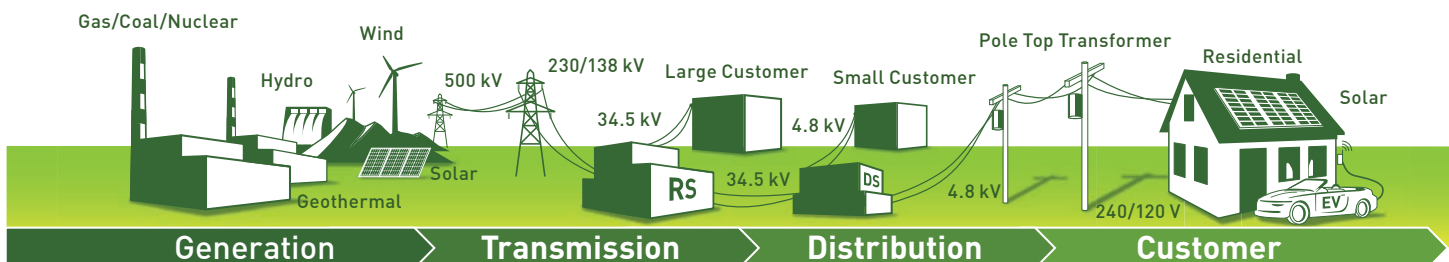 Gas/Coal/Nuclear
Hydro
Wind
Solar
Geothermal
500 kV
230/138 kV
34.5 kV
Large Customer
RS
34.5 kV
4.8 kV
Small Customer
DS
4.8 kV
Pole Top Transformer
240/120 V
Residential
Solar
EV
Generation
Transmission
Distribution
Customer